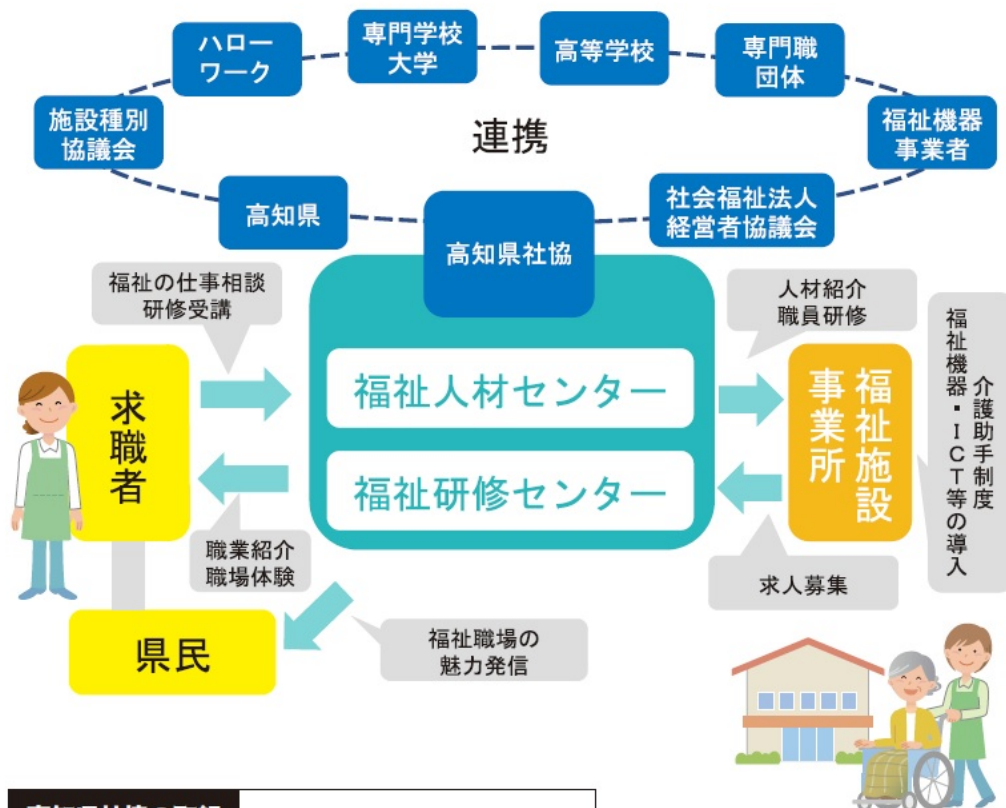 ハロー
ワーク
専門学校
大学
高等学校
専門職
団体
施設種別
協議会
連携
福祉機器
事業者
高知県
高知県社協
社会福祉法人
経営者協議会
福祉の仕事相談
研修受講
人材紹介
職員研修
求職者
福祉人材センター
福祉研修センター
福祉施設
事業所
介護助手制度
福祉機器・ICT等の導入
職業紹介
職場体験
求人募集
県民
福祉職場の
魅力発信